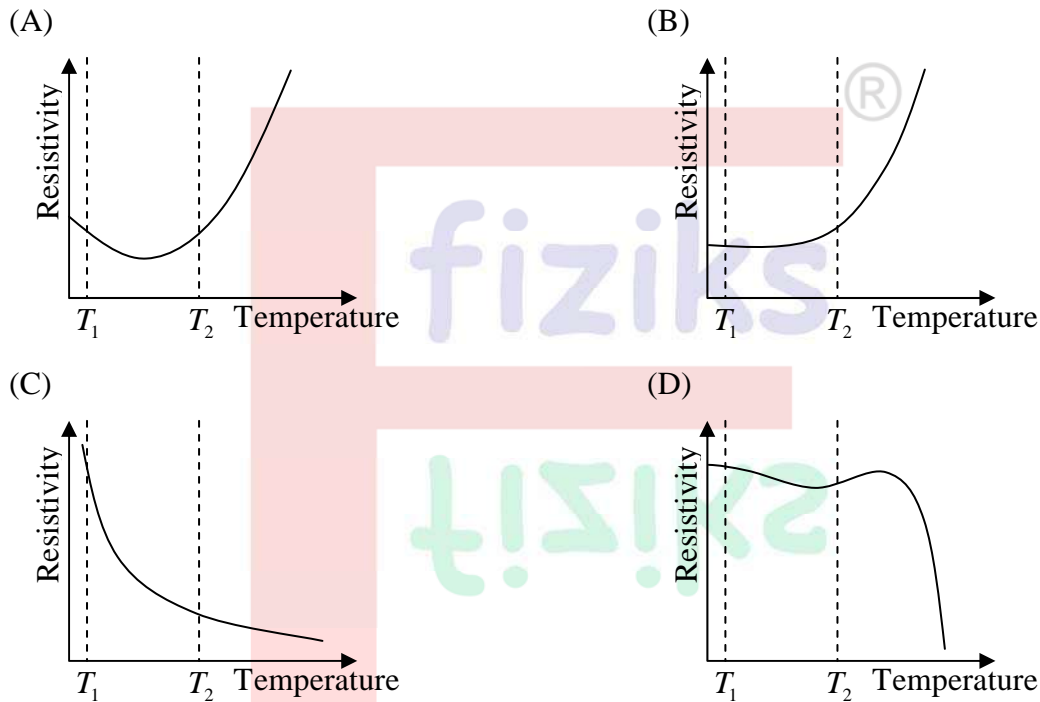 (A)
Resistivity
T₁ T₂ Temperature
(B)
®
Resistivity
T₁ T₂ Temperature
fiziks
(C)
Resistivity
T₁ T₂ Temperature
(D)
Resistivity
T₁ T₂ Temperature
fiziks